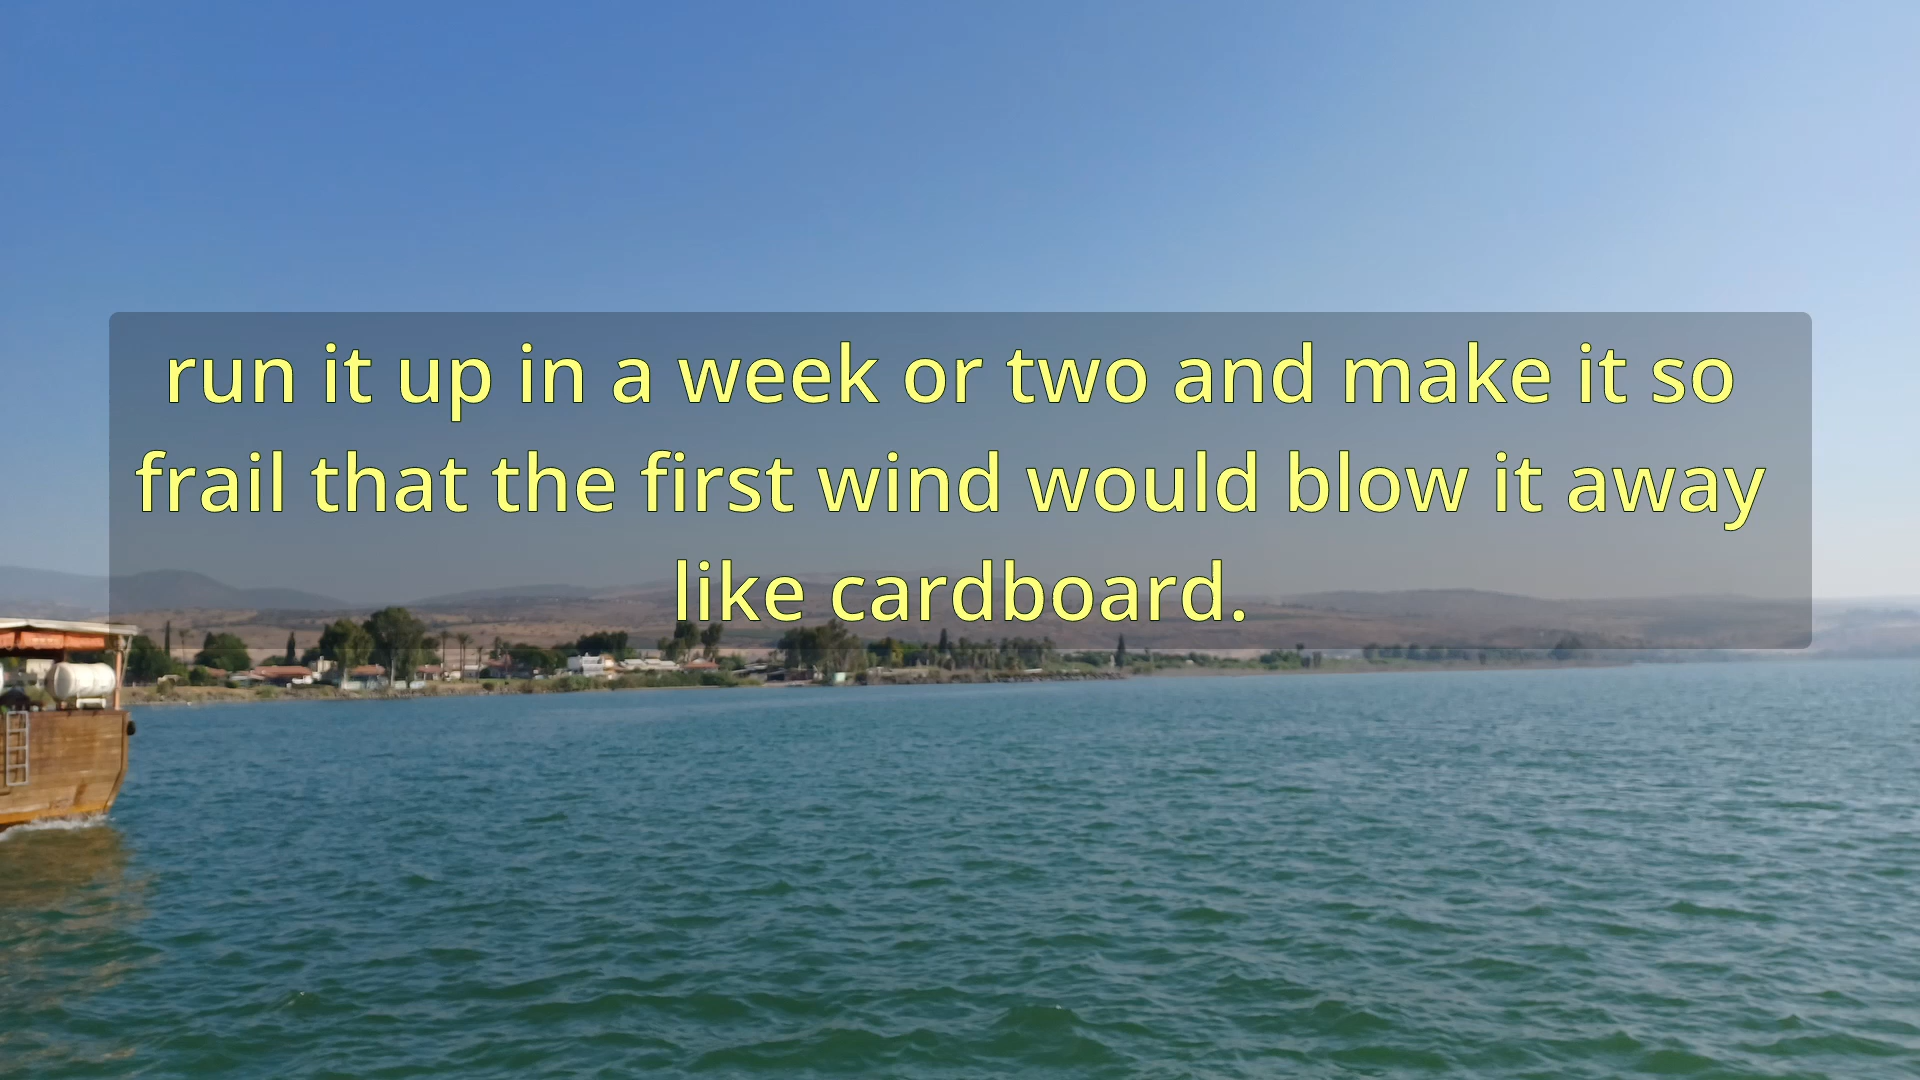 run it up in a week or two and make it so
frail that the first wind would blow it away
like cardboard.